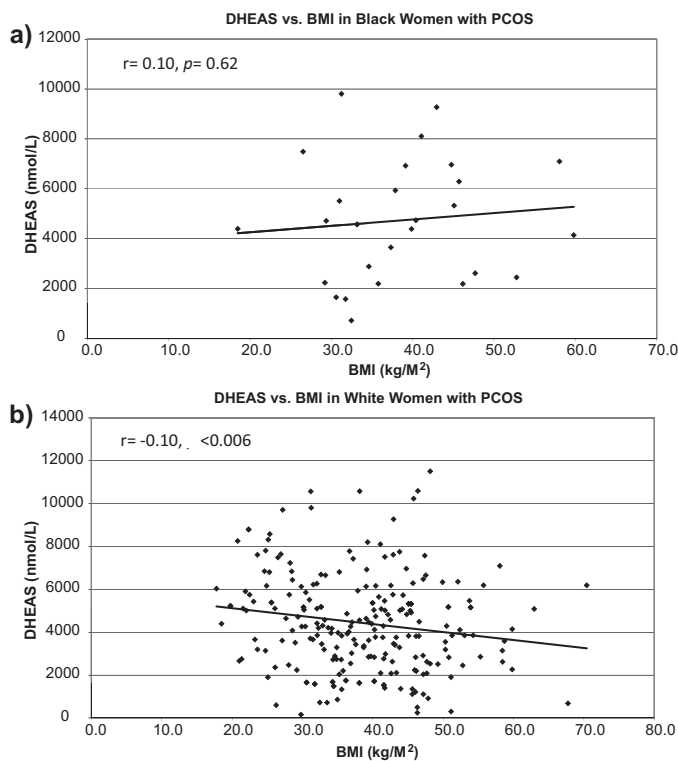 DHEAS vs. BMI in Black Women with PCOS
a)
12000
r= 0.10, p= 0.62
10000
8000
6000
4000
2000
0
DHEAS (nmol/L)
0.0 10.0 20.0 30.0 40.0 50.0 60.0 70.0
BMI (kg/M²)
DHEAS vs. BMI in White Women with PCOS
b)
14000
r= -0.10, . <0.006
12000
10000
8000
6000
4000
2000
0
DHEAS (nmol/L)
0.0 10.0 20.0 30.0 40.0 50.0 60.0 70.0 80.0
BMI (kg/M²)